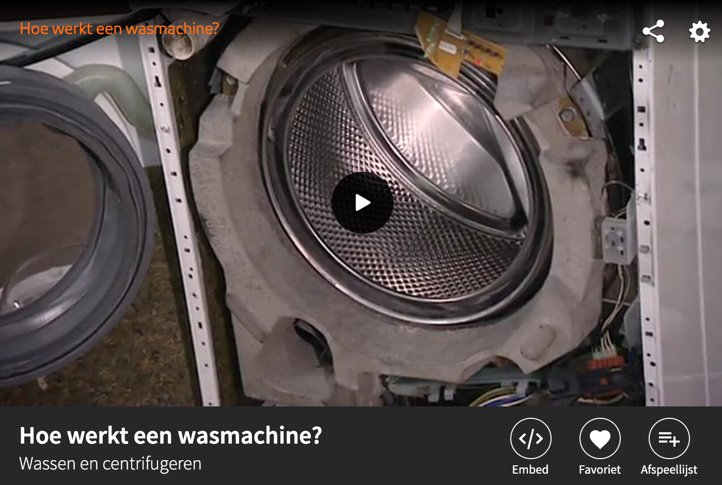 Hoe werkt een wasmachine?
Hoe werkt een wasmachine?
Wassen en centrifugeren
Embed
Favoriet
Afspeellijst